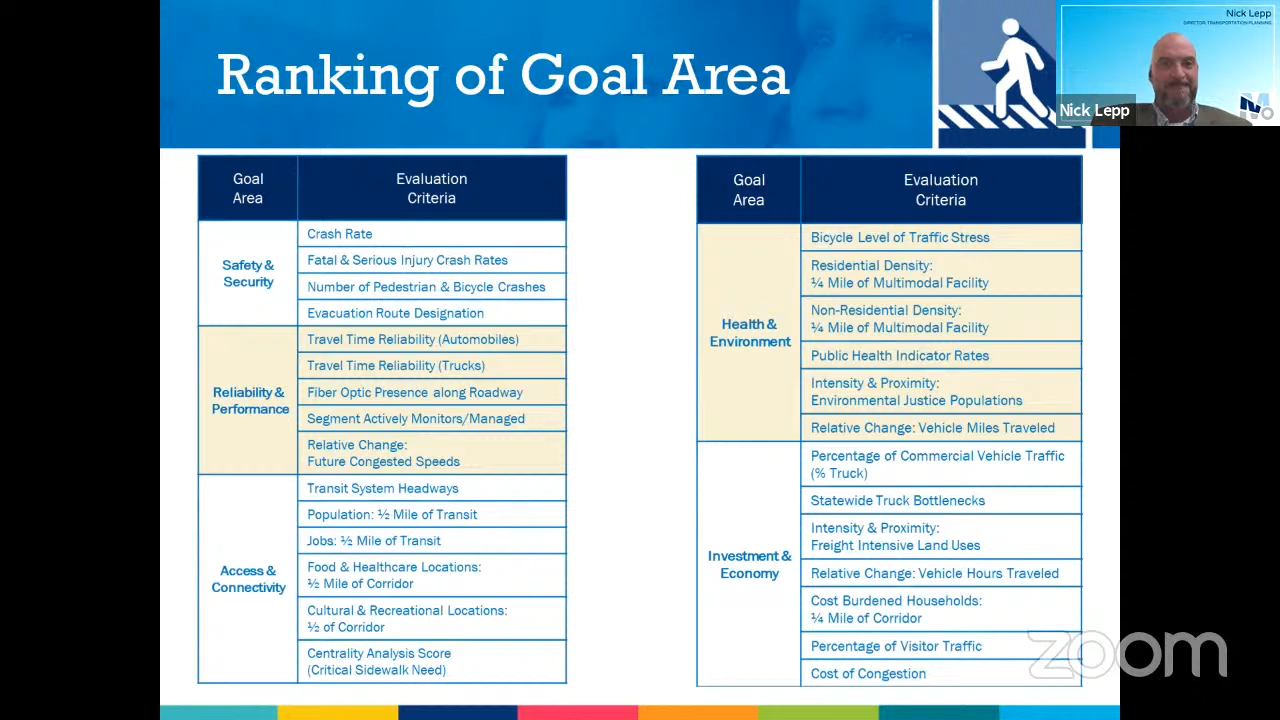 Ranking of Goal Area
Nick Lepp
DIRECTOR, TRANSPORTATION PLANNING
Nick Lepp
Goal
Area
Evaluation
Criteria
Safety &
Security
Crash Rate
Fatal & Serious Injury Crash Rates
Number of Pedestrian & Bicycle Crashes
Evacuation Route Designation
Reliability &
Performance
Travel Time Reliability (Automobiles)
Travel Time Reliability (Trucks)
Fiber Optic Presence along Roadway
Segment Actively Monitors/Managed
Relative Change:
Future Congested Speeds
Access &
Connectivity
Transit System Headways
Population: ½ Mile of Transit
Jobs: ½ Mile of Transit
Food & Healthcare Locations:
½ Mile of Corridor
Cultural & Recreational Locations:
½ of Corridor
Centrality Analysis Score
(Critical Sidewalk Need)
Goal
Area
Evaluation
Criteria
Health &
Environment
Bicycle Level of Traffic Stress
Residential Density:
¼ Mile of Multimodal Facility
Non-Residential Density:
¼ Mile of Multimodal Facility
Public Health Indicator Rates
Intensity & Proximity:
Environmental Justice Populations
Relative Change: Vehicle Miles Traveled
Investment &
Economy
Percentage of Commercial Vehicle Traffic
(% Truck)
Statewide Truck Bottlenecks
Intensity & Proximity:
Freight Intensive Land Uses
Relative Change: Vehicle Hours Traveled
Cost Burdened Households:
¼ Mile of Corridor
Percentage of Visitor Traffic
Cost of Congestion
zoom